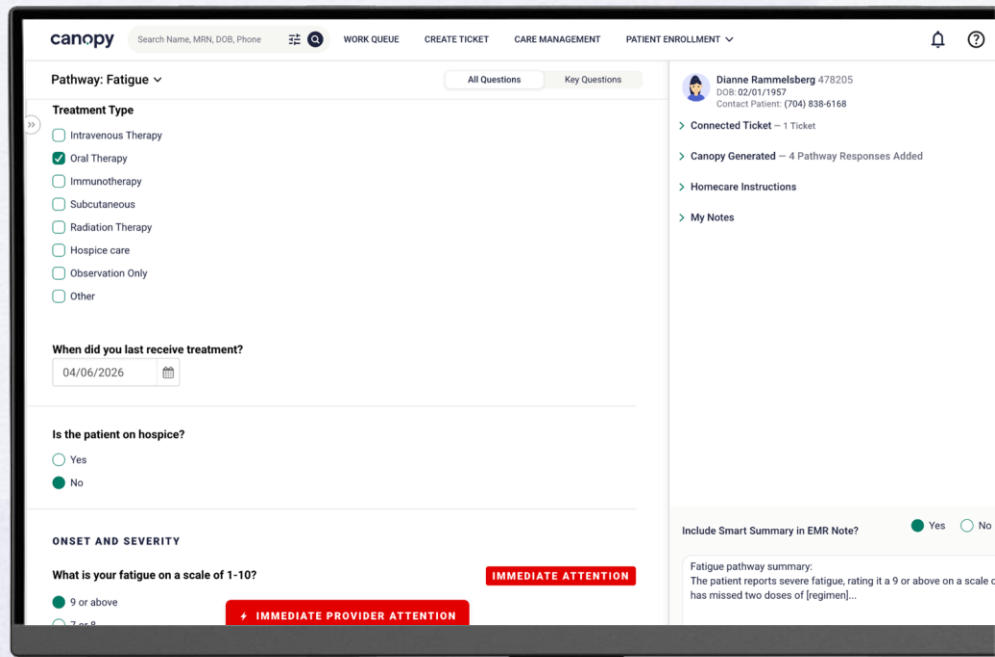 canopy
Search Name, MRN, DOB, Phone
WORK QUEUE
CREATE TICKET
CARE MANAGEMENT
PATIENT ENROLLMENT
Pathway: Fatigue
All Questions
Key Questions
Treatment Type
Intravenous Therapy
Oral Therapy
Immunotherapy
Subcutaneous
Radiation Therapy
Hospice care
Observation Only
Other
When did you last receive treatment?
04/06/2026
Is the patient on hospice?
Yes
No
ONSET AND SEVERITY
What is your fatigue on a scale of 1-10?
IMMEDIATE ATTENTION
9 or above
7 or 8
IMMEDIATE PROVIDER ATTENTION
Dianne Rammelsberg 478205
DOB: 02/01/1957
Contact Patient: (704) 838-6168
Connected Ticket – 1 Ticket
Canopy Generated – 4 Pathway Responses Added
Homecare Instructions
My Notes
Include Smart Summary in EMR Note?
Yes
No
Fatigue pathway summary:
The patient reports severe fatigue, rating it a 9 or above on a scale
has missed two doses of [regimen]...